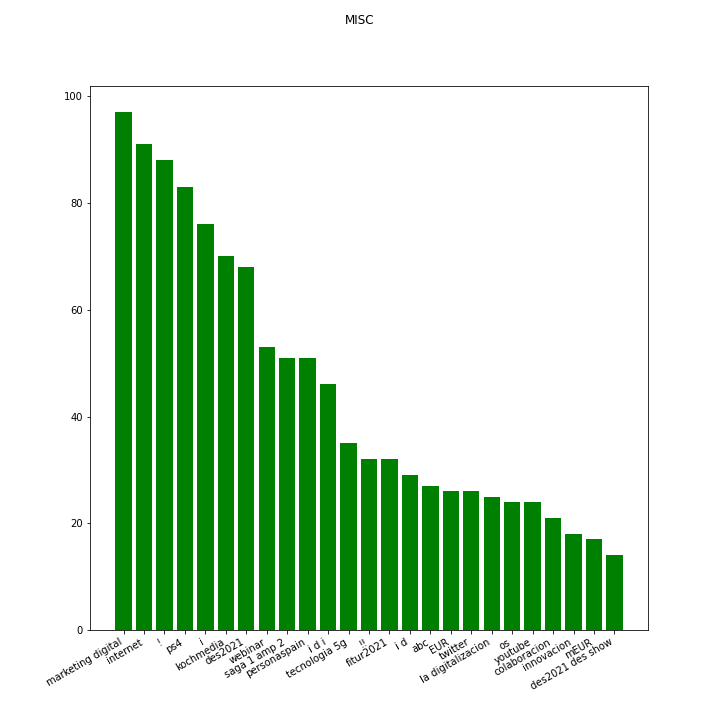 MISC
100
80
60
40
20
0
marketing digital
internet
!
ps4
i
kochmedia
des2021
webinar
saga 1 amp 2
personaspain
i d i
tecnologia 5g
!!
fitur2021
i d
abc
EUR
twitter
la digitalizacion
os
youtube
colaboracion
innovacion
mEUR
des2021 des show